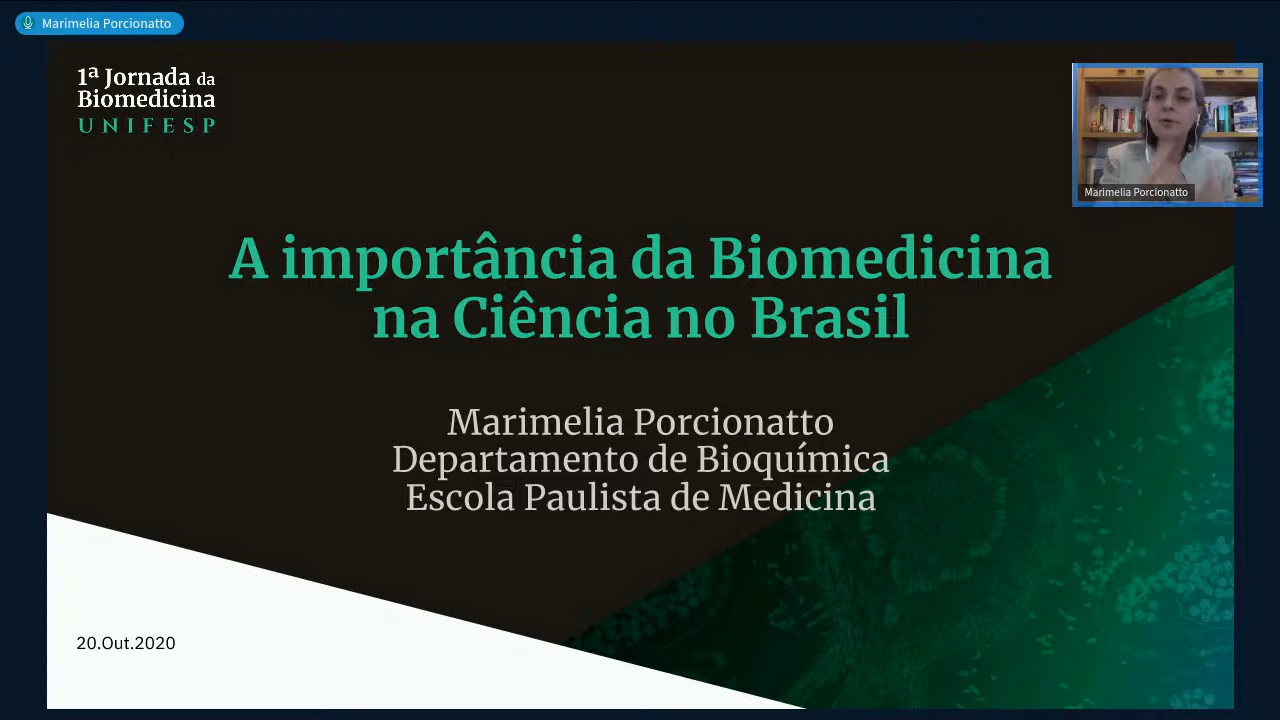 Marimelia Porcionatto
1ª Jornada da
Biomedicina
UNIFESP
Marimelia Porcionatto
A importância da Biomedicina
na Ciência no Brasil
Marimelia Porcionatto
Departamento de Bioquímica
Escola Paulista de Medicina
20.Out.2020